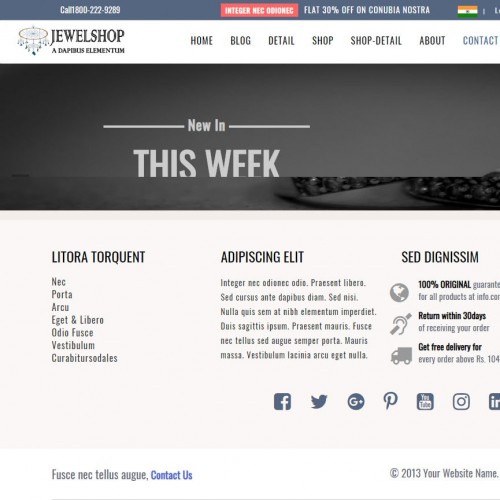 Call1800-222-9289
INTEGER NEC ODIONEC FLAT 30% OFF ON CONUBIA NOSTRA
JEWELSHOP
A DAPIBUS ELEMENTUM
HOME BLOG DETAIL SHOP SHOP-DETAIL ABOUT CONTACT
New In
THIS WEEK
LITORA TORQUENT
Nec
Porta
Arcu
Eget & Libero
Odio Fusce
Vestibulum
Curabitursodales
ADIPISCING ELIT
Integer nec odionec odio. Praesent libero.
Sed cursus ante dapibus diam. Sed nisi.
Nulla quis sem at nibh elementum imperdiet.
Duis sagittis ipsum. Praesent mauris. Fusce
nec tellus sed augue semper porta. Mauris
massa. Vestibulum lacinia arcu eget nulla.
SED DIGNISSIM
100% ORIGINAL guarante
for all products at info.co
Return within 30days
of receiving your order
Get free delivery for
every order above Rs. 104
You
Tube
in
Fusce nec tellus augue, Contact Us
© 2013 Your Website Name.